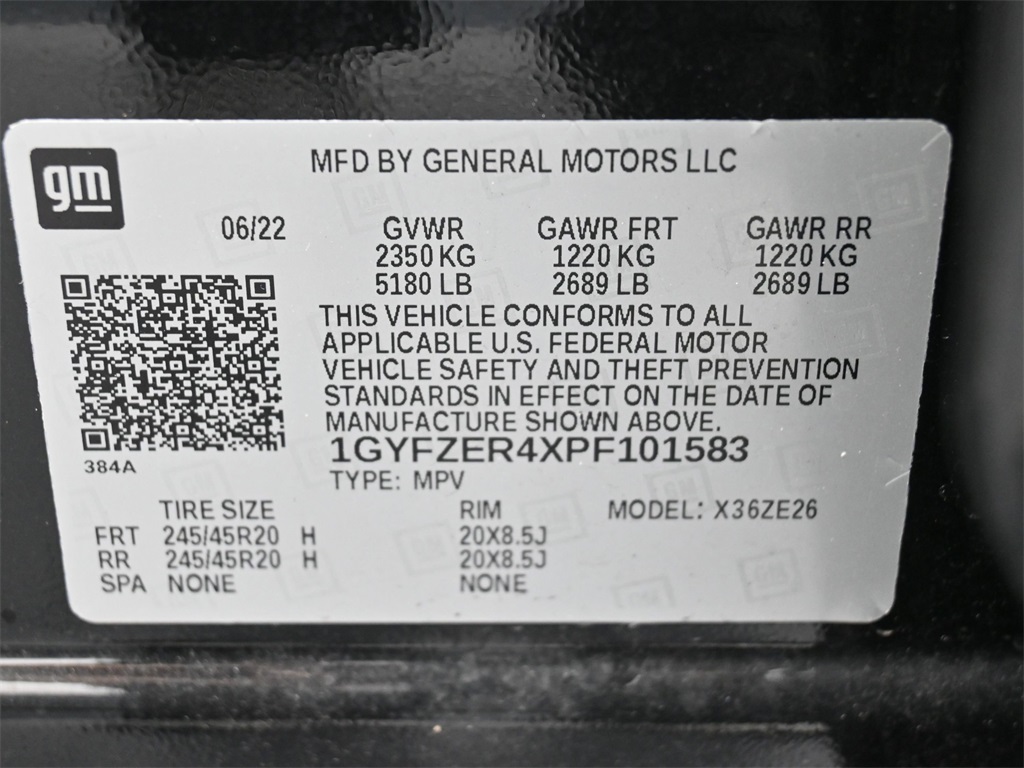 gm
MFD BY GENERAL MOTORS LLC
06/22 GVWR GAWR FRT GAWR RR
2350 KG 1220 KG 1220 KG
5180 LB 2689 LB 2689 LB
THIS VEHICLE CONFORMS TO ALL
APPLICABLE U.S. FEDERAL MOTOR
VEHICLE SAFETY AND THEFT PREVENTION
STANDARDS IN EFFECT ON THE DATE OF
MANUFACTURE SHOWN ABOVE.
1GYFZER4XPF101583
384A
TYPE: MPV
TIRE SIZE RIM MODEL: X36ZE26
FRT 245/45R20 H 20X8.5J
RR 245/45R20 H 20X8.5J
SPA NONE NONE